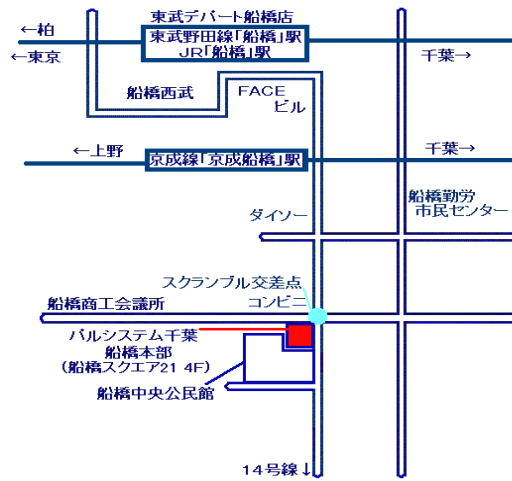 東武デパート船橋店
←柏
東武野田線「船橋」駅
JR「船橋」駅
←東京
千葉→
船橋西武
FACE
ビル
←上野
京成線「京成船橋」駅
千葉→
船橋勤労
市民センター
ダイソー
スクランブル交差点
コンビニ
船橋商工会議所
パルシステム千葉
船橋本部
(船橋スクエア21 4F)
船橋中央公民館
14号線↓